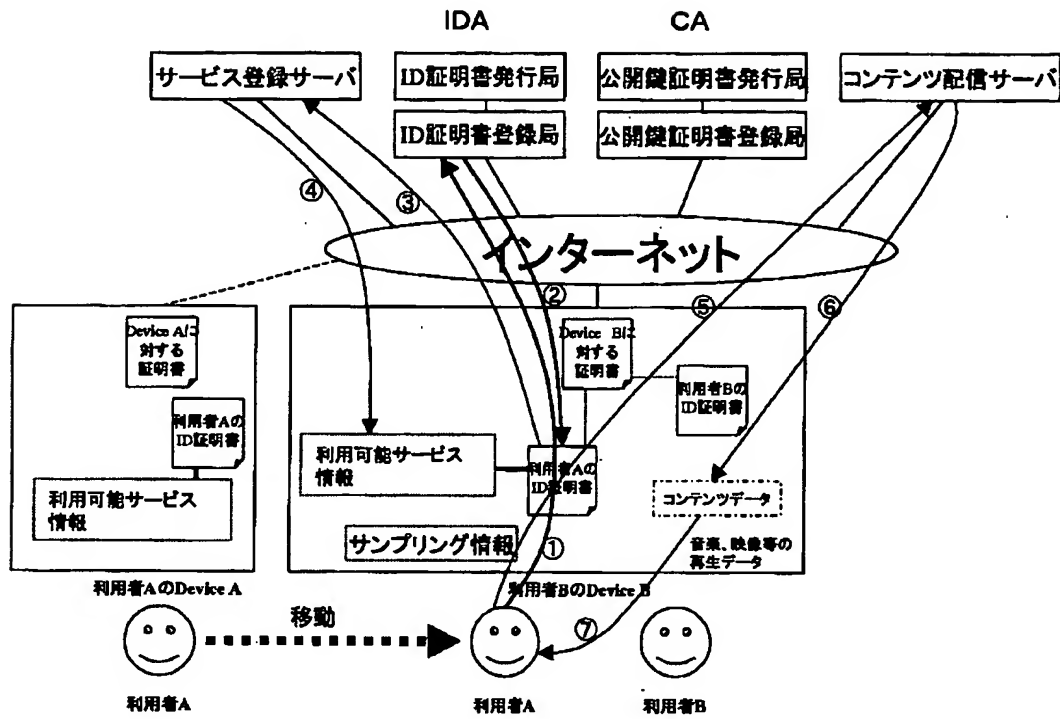 IDA
CA
サービス登録サーバ
ID証明書発行局
公開鍵証明書発行局
コンテンツ配信サーバ
ID証明書登録局
公開鍵証明書登録局
④
③
インターネット
②
⑤
⑥
Device Aに
対する
証明書
Device Bに
対する
証明書
利用者Aの
ID証明書
利用者Bの
ID証明書
利用可能サービス
情報
利用可能サービス
情報
利用者Aの
ID証明書
コンテンツデータ
サンプリング情報
①
音楽、映像等の
再生データ
利用者AのDevice A
利用者BのDevice B
移動
⑦
利用者A
利用者A
利用者B